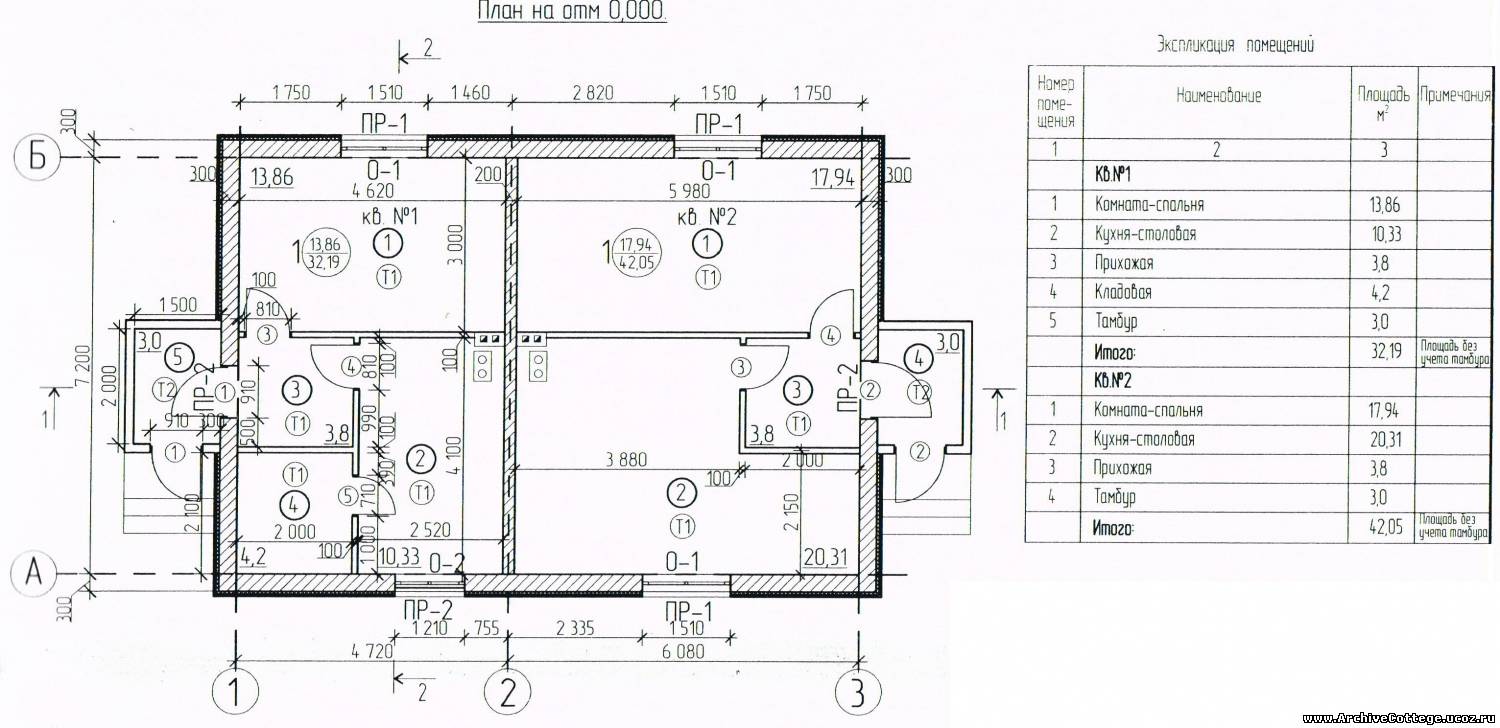 План на отм 0,000.
2
1 750 1 510 1 460 2 820 1 510 1 750
300
ПР-1 ПР-1
Б
О-1 О-1
300 13,86 200 17,94 300
4 620 5 980
кв. №1 кв. №2
1 13,86 32,19 1 3 000 1 17,94 42,05 1
Т1 Т1
100
1 500 810
3 4
3,0 5 4 810 100 100 3 4 3,0
7 200 2 000
Т2 ПР-2 1 910 3 3 ПР-2 2 Т2
1 1
910 300 Т1 990 Т1
500 3,8 100 3,8
1 2
4 100 2 3 880 2 000
Т1 390 Т1 100
4 5 710 2 2 150
2 100
2 000 2 520 Т1
100 1 000
4,2 10,33 О-2 О-1 20,31
А
300
ПР-2 ПР-1
1 210 755 2 335 1 510
4 720 6 080
2
1 2 3
Экспликация помещений
Номер поме-щения Наименование Площадь м² Примечания
1 2 3
Кв.№1
1 Комната-спальня 13,86
2 Кухня-столовая 10,33
3 Прихожая 3,8
4 Кладовая 4,2
5 Тамбур 3,0
Итого: 32,19 Площадь без учета тамбура
Кв.№2
1 Комната-спальня 17,94
2 Кухня-столовая 20,31
3 Прихожая 3,8
4 Тамбур 3,0
Итого: 42,05 Площадь без учета тамбура
www.ArchiveCottege.ucoz.ru